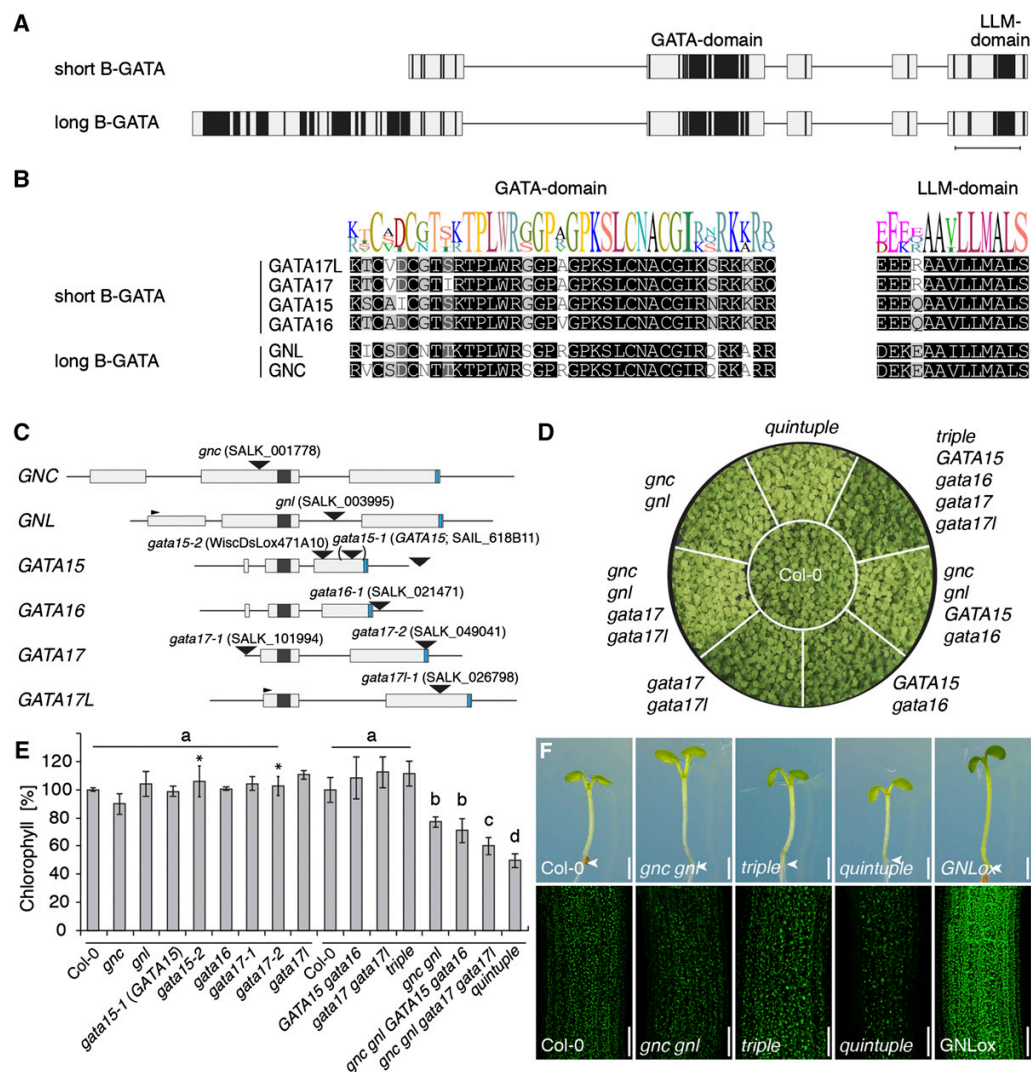 A
GATA-domain
LLM-
domain
short B-GATA
long B-GATA
B
GATA-domain
LLM-domain
short B-GATA
GATA17L KTCVDCGTSRTPLWRGGPAGPKSLCNACGIKSRKKRQ EEERAAVLLMALS
GATA17 RTCVDCGTIRTPLWRGGPAGPKSLCNACGIKSRKKRQ EEKRAAVLLMALS
GATA15 KSCAICGTSKTPLWRGGPAGPKSLCNACGIRNRKKRR EEEQAAVLLMALS
GATA16 KTCADCGTSKTPLWRGGPVGPKSLCNACGIRNRKKRR EEEQAAVLLMALS
long B-GATA
GNL RICSDCNTTKTPLWRSGPRGPKSLCNACGIRQRKARR DEKEAAILLMALS
GNC RVCSDCNTTKTPLWRSGPRGPKSLCNACGIRQRKARR DEKEAAVLLMALS
C
gnc (SALK_001778)
GNC
gnl (SALK_003995)
GNL
gata15-2 (WiscDsLox471A10)
gata15-1 (GATA15; SAIL_618B11)
GATA15
gata16-1 (SALK_021471)
GATA16
gata17-1 (SALK_101994)
gata17-2 (SALK_049041)
GATA17
gata17l-1 (SALK_026798)
GATA17L
D
quintuple
triple
GATA15
gata16
gata17
gata17l
gnc
gnl
Col-0
gnc
gnl
gata17
gata17l
gnc
gnl
GATA15
gata16
gata17
gata17l
GATA15
gata16
E
Chlorophyll [%]
120
100
80
60
40
20
0
a
*
*
a
b
b
c
d
Col-0
gnc
gnl
gata15-1 (GATA15)
gata15-2
gata16
gata17-1
gata17-2
gata17l
Col-0
GATA15 gata16
gata17 gata17l
triple
gnc gnl
gnc gnl GATA15 gata16
gnc gnl gata17 gata17l
quintuple
F
Col-0
gnc gnl
triple
quintuple
GNLox
Col-0
gnc gnl
triple
quintuple
GNLox